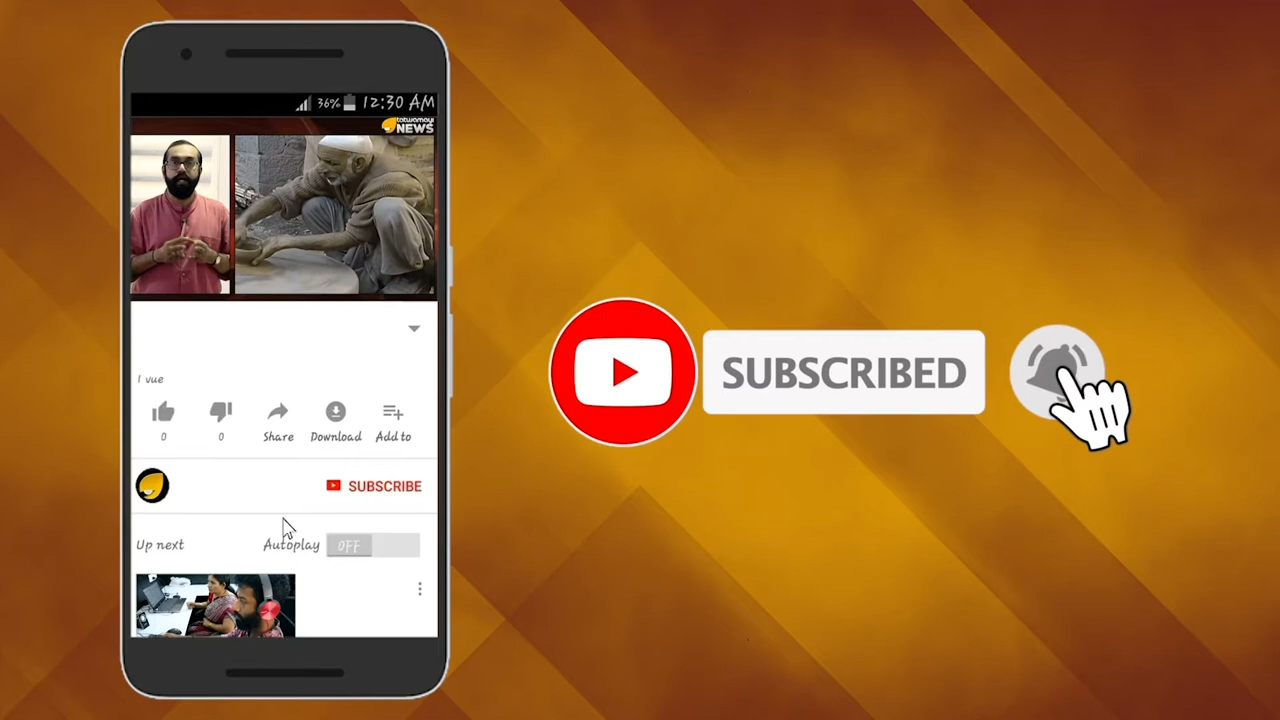 36% 12:30 AM
tatwamayi
NEWS
1 vue
0 0 Share Download Add to
SUBSCRIBE
Up next Autoplay OFF
SUBSCRIBED